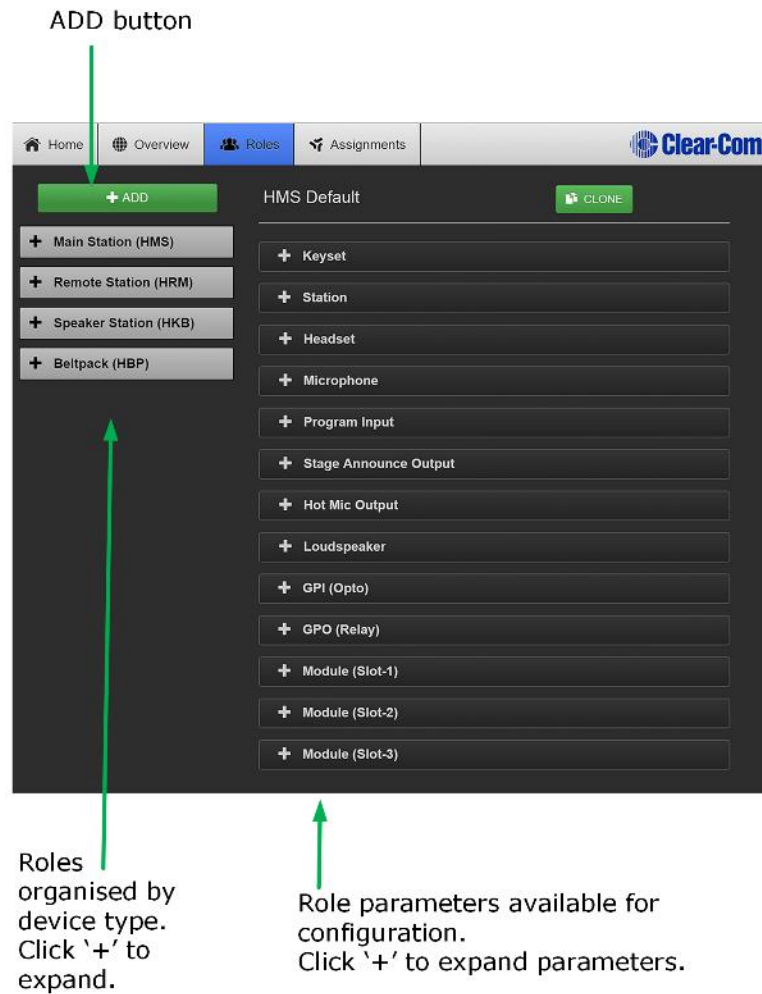 ADD button
Home
Overview
Roles
Assignments
Clear-Com
+ ADD
HMS Default
CLONE
+ Main Station (HMS)
+ Remote Station (HRM)
+ Speaker Station (HKB)
+ Beltpack (HBP)
+ Keyset
+ Station
+ Headset
+ Microphone
+ Program Input
+ Stage Announce Output
+ Hot Mic Output
+ Loudspeaker
+ GPI (Opto)
+ GPO (Relay)
+ Module (Slot-1)
+ Module (Slot-2)
+ Module (Slot-3)
Roles
organised by
device type.
Click ‘+’ to
expand.
Role parameters available for
configuration.
Click ‘+’ to expand parameters.